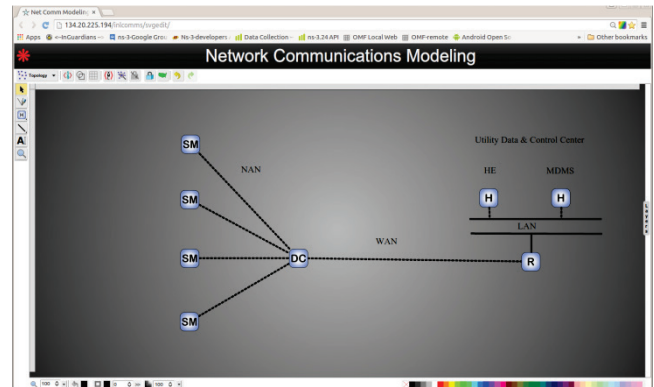 Net Comm Modeling
134.20.225.194/inlcomms/svgedit/
Apps <-InGuardians -- ns-3-Google Grou ns-3-developers Data Collection - ns-3.24 API OMF Local Web OMF-remote Android Open So Other bookmarks
Network Communications Modeling
Topology
SM
NAN
Utility Data & Control Center
HE MDMS
SM H H
LAN
WAN
SM DC R
SM
Layers
100 0 100